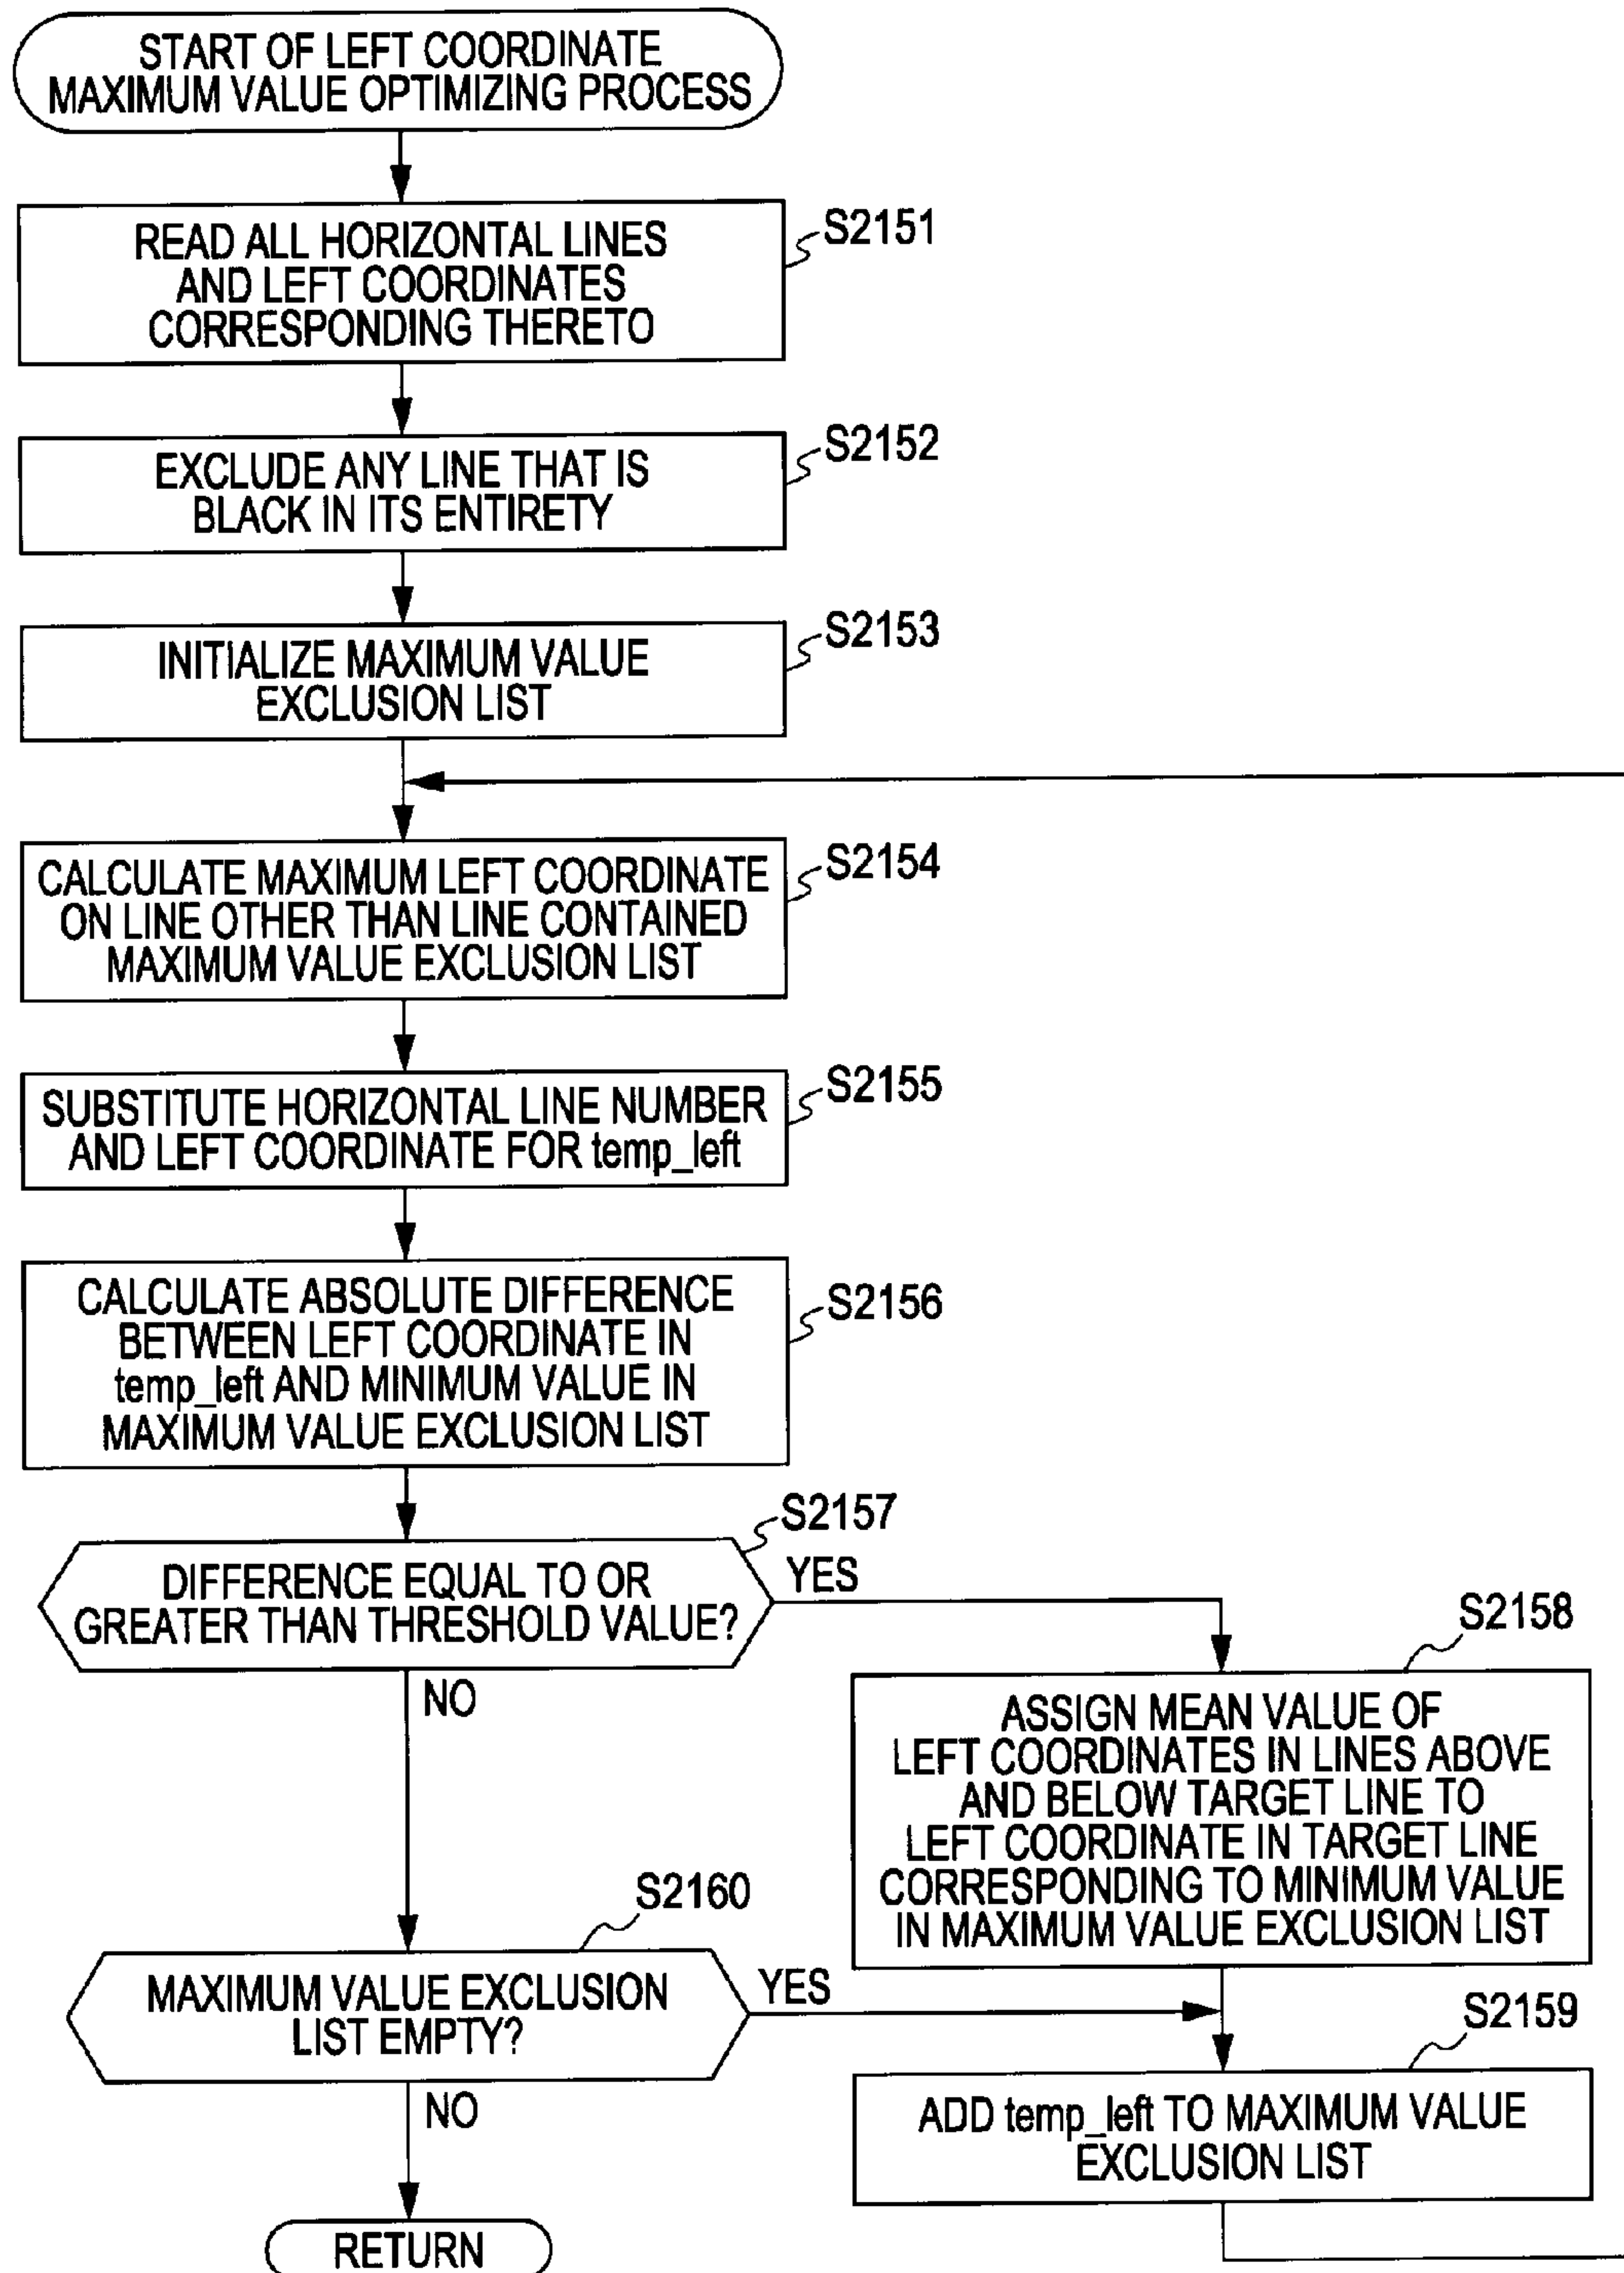 START OF LEFT COORDINATE
MAXIMUM VALUE OPTIMIZING PROCESS
S2151
READ ALL HORIZONTAL LINES
AND LEFT COORDINATES
CORRESPONDING THERETO
S2152
EXCLUDE ANY LINE THAT IS
BLACK IN ITS ENTIRETY
S2153
INITIALIZE MAXIMUM VALUE
EXCLUSION LIST
S2154
CALCULATE MAXIMUM LEFT COORDINATE
ON LINE OTHER THAN LINE CONTAINED
MAXIMUM VALUE EXCLUSION LIST
S2155
SUBSTITUTE HORIZONTAL LINE NUMBER
AND LEFT COORDINATE FOR temp_left
S2156
CALCULATE ABSOLUTE DIFFERENCE
BETWEEN LEFT COORDINATE IN
temp_left AND MINIMUM VALUE IN
MAXIMUM VALUE EXCLUSION LIST
S2157
DIFFERENCE EQUAL TO OR
GREATER THAN THRESHOLD VALUE?
YES
NO
S2158
ASSIGN MEAN VALUE OF
LEFT COORDINATES IN LINES ABOVE
AND BELOW TARGET LINE TO
LEFT COORDINATE IN TARGET LINE
CORRESPONDING TO MINIMUM VALUE
IN MAXIMUM VALUE EXCLUSION LIST
S2160
MAXIMUM VALUE EXCLUSION
LIST EMPTY?
YES
NO
S2159
ADD temp_left TO MAXIMUM VALUE
EXCLUSION LIST
RETURN